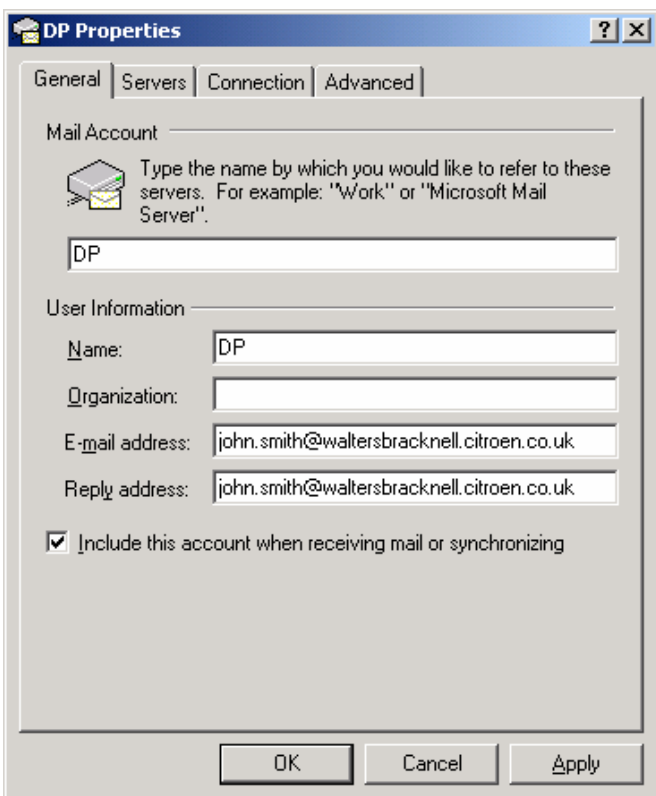 DP Properties
General Servers Connection Advanced
Mail Account
Type the name by which you would like to refer to these
servers. For example: "Work" or "Microsoft Mail
Server".
DP
User Information
Name: DP
Organization:
E-mail address: john.smith@waltersbracknell.citroen.co.uk
Reply address: john.smith@waltersbracknell.citroen.co.uk
Include this account when receiving mail or synchronizing
OK Cancel Apply